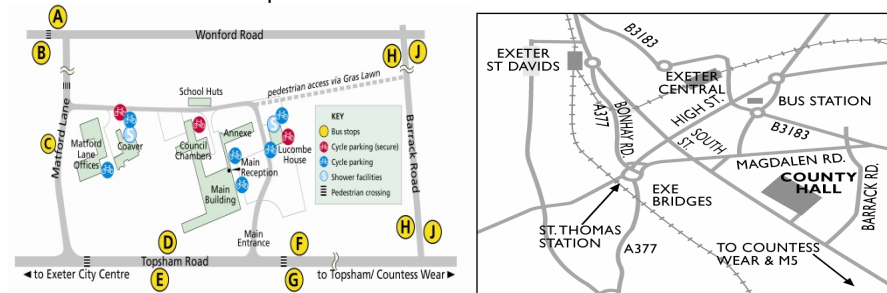 A
B
Wonford Road
H
J
School Huts
pedestrian access via Gras Lawn
Matford Lane
C
Matford
Lane
Offices
Coaver
S
Council
Chambers
Annexe
S
Lucombe
House
Main
Reception
Main
Building
KEY
Bus stops
Cycle parking (secure)
Cycle parking
S
Shower facilities
Pedestrian crossing
Barrack Road
H
J
Main
Entrance
D
F
Topsham Road
E
G
to Exeter City Centre
to Topsham/ Countess Wear
B3183
EXETER
ST DAVIDS
EXETER
CENTRAL
A377
BONHAY RD.
HIGH ST.
BUS STATION
SOUTH
ST.
B3183
MAGDALEN RD.
COUNTY
HALL
BARRACK RD.
EXE
BRIDGES
ST.THOMAS
STATION
A377
TO COUNTESS
WEAR & M5